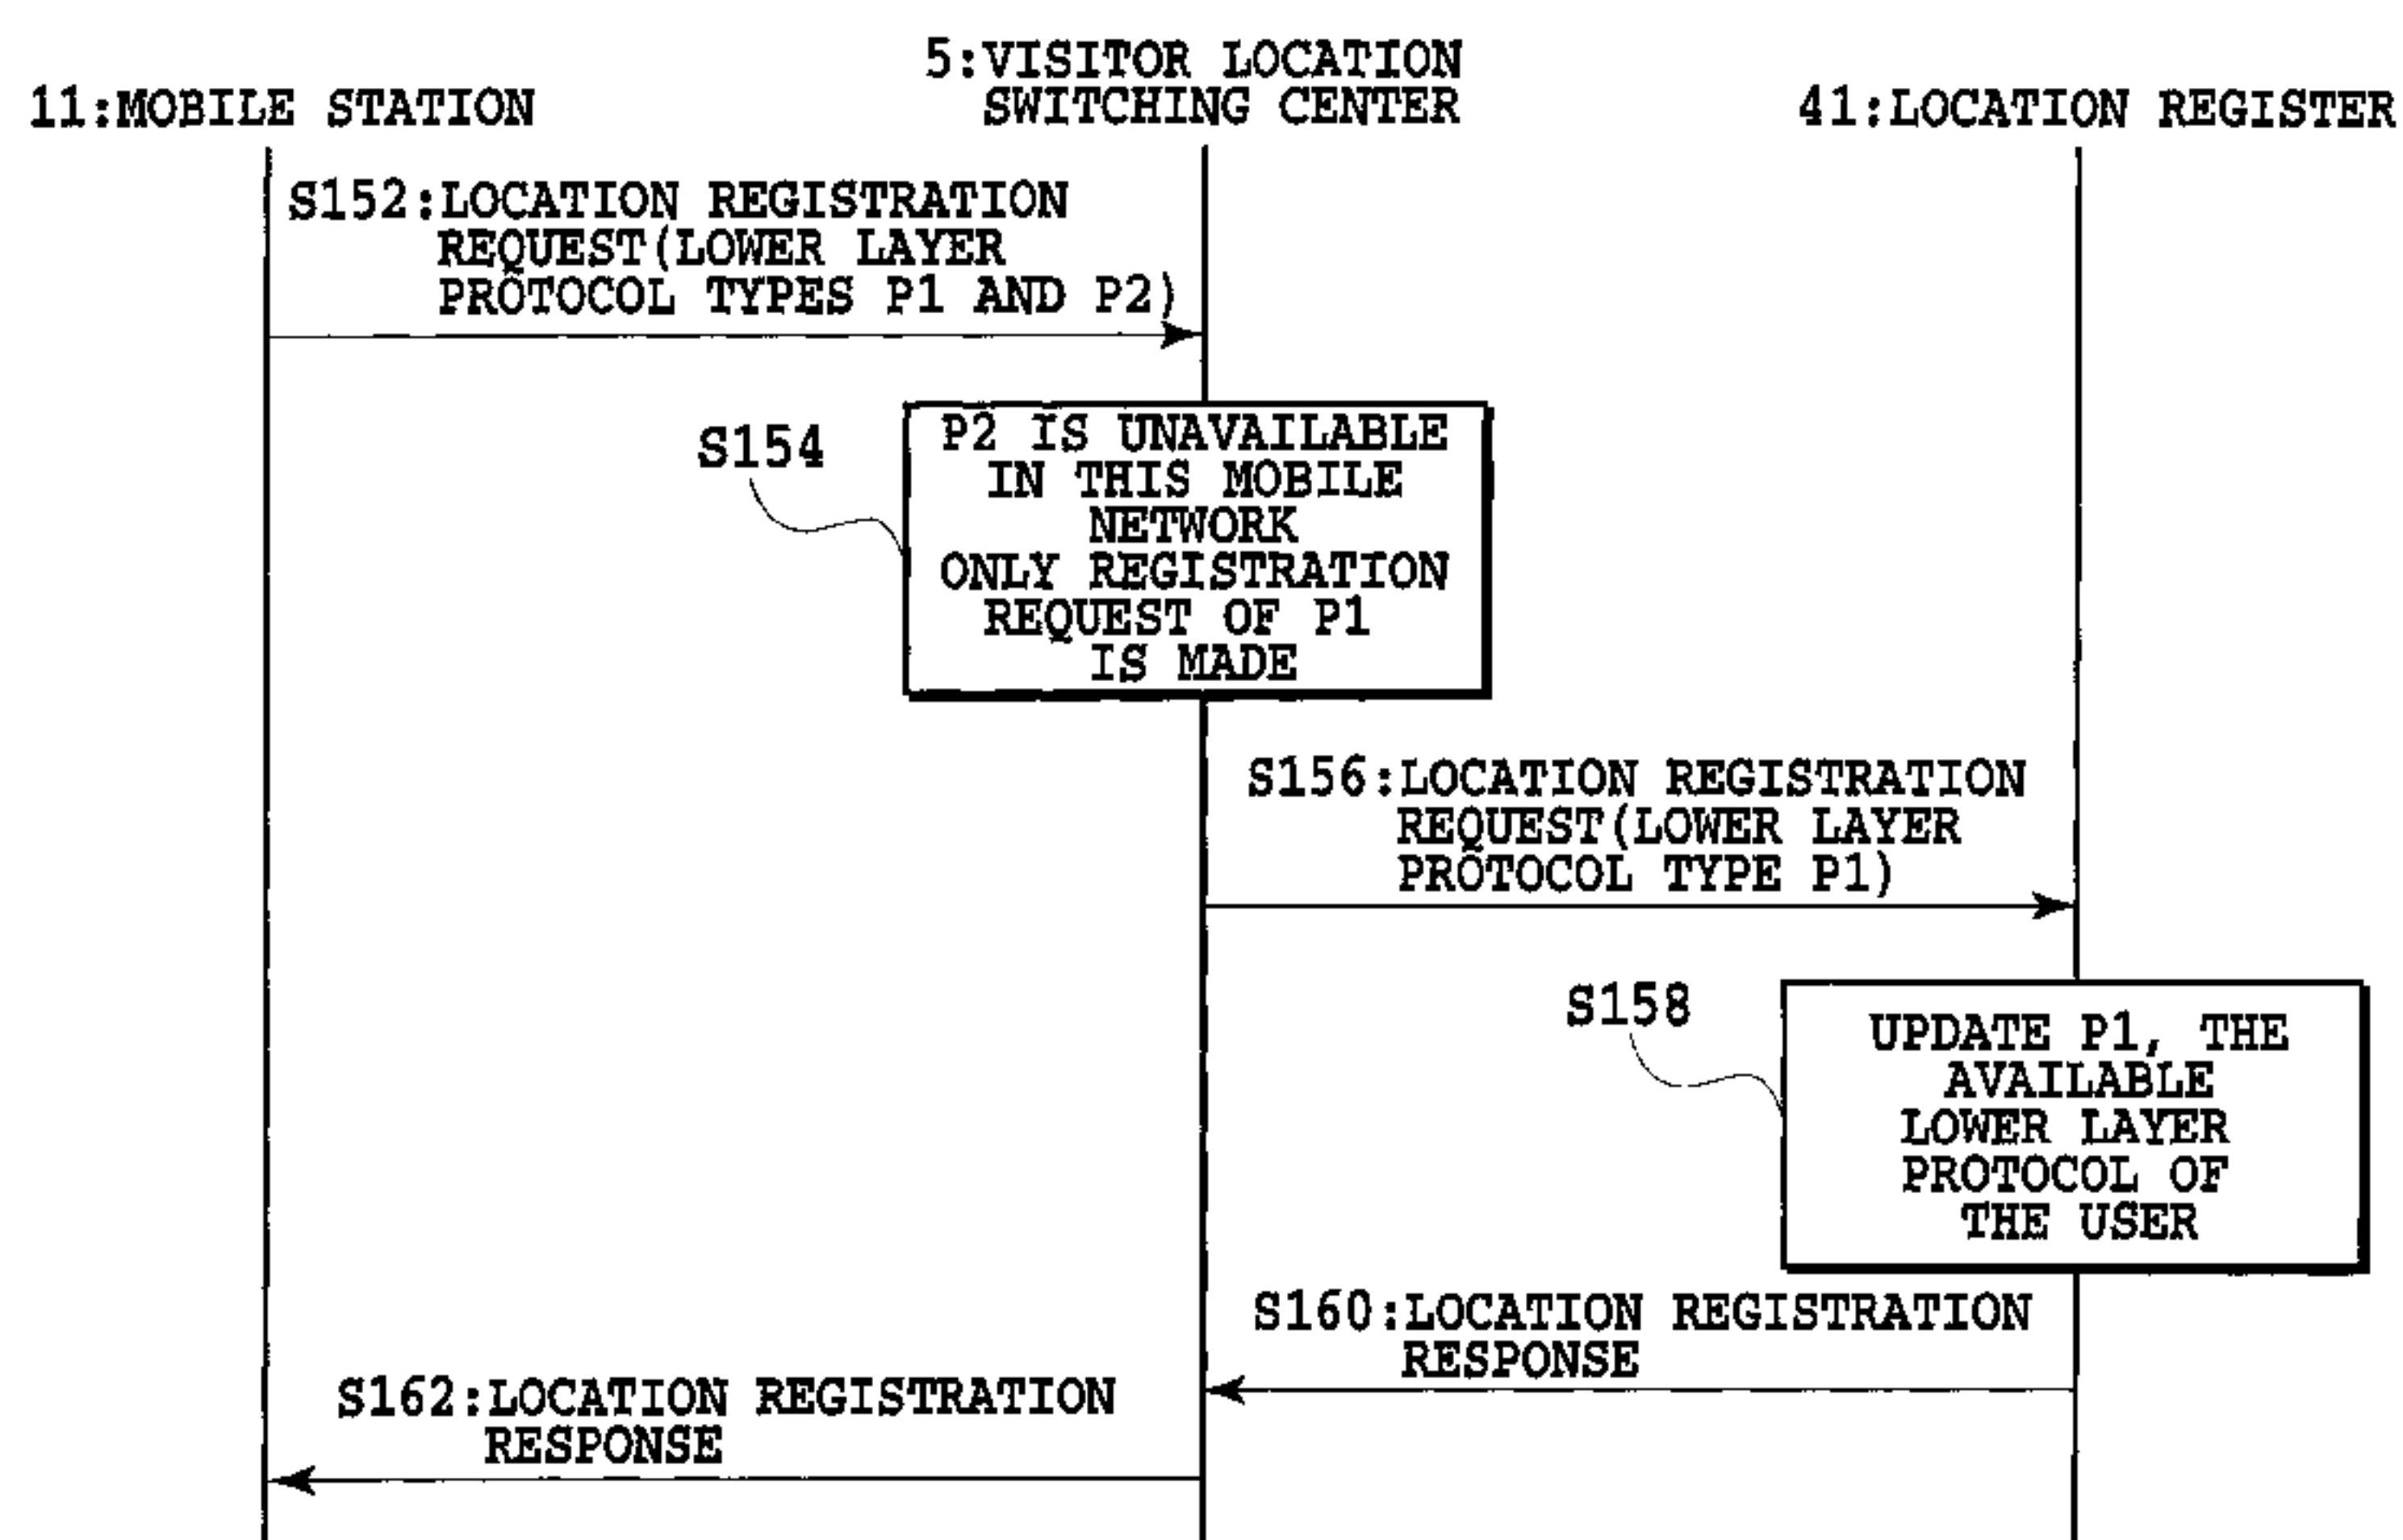 5:VISITOR LOCATION
SWITCHING CENTER
11:MOBILE STATION
41:LOCATION REGISTER
S152:LOCATION REGISTRATION
REQUEST(LOWER LAYER
PROTOCOL TYPES P1 AND P2)
S154
P2 IS UNAVAILABLE
IN THIS MOBILE
NETWORK
ONLY REGISTRATION
REQUEST OF P1
IS MADE
S156:LOCATION REGISTRATION
REQUEST(LOWER LAYER
PROTOCOL TYPE P1)
S158
UPDATE P1, THE
AVAILABLE
LOWER LAYER
PROTOCOL OF
THE USER
S160:LOCATION REGISTRATION
RESPONSE
S162:LOCATION REGISTRATION
RESPONSE